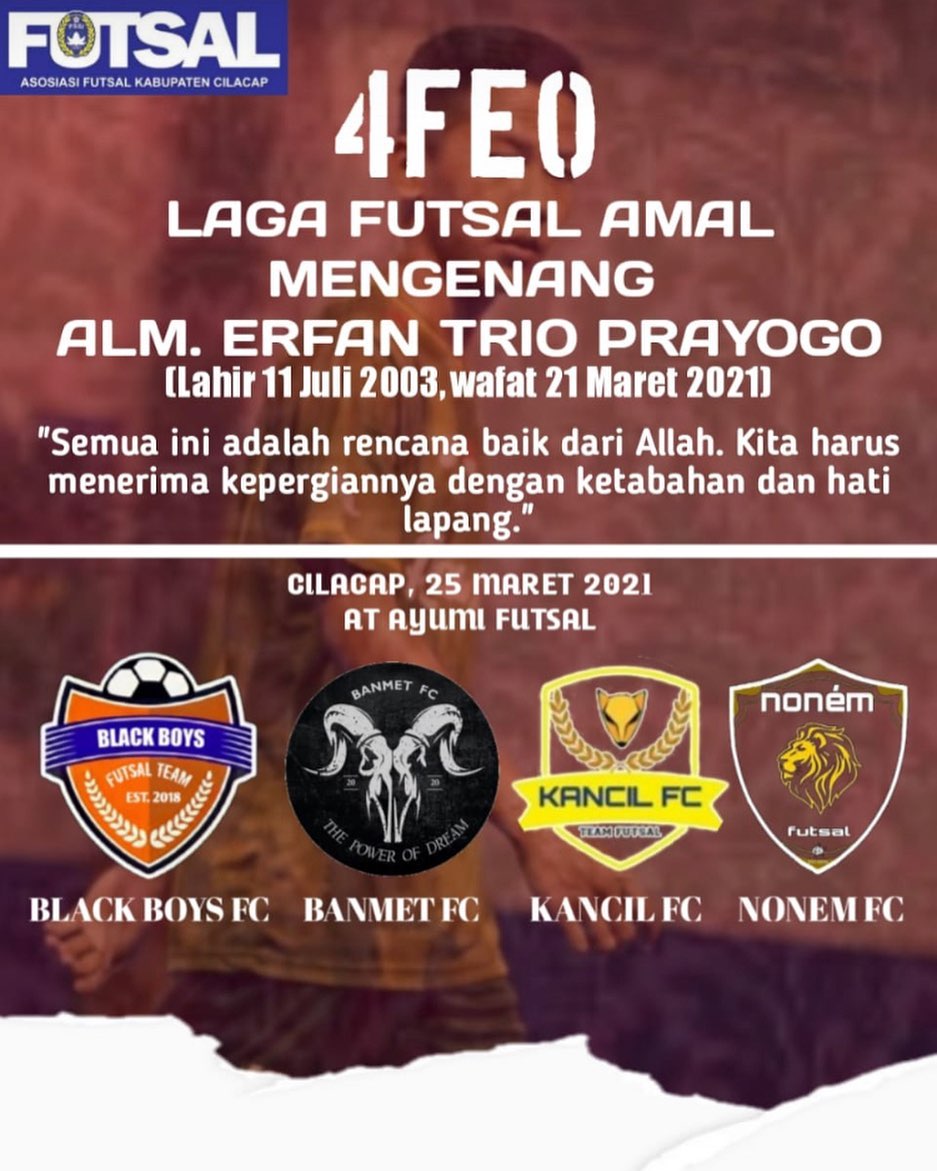 FUTSAL
ASOSIASI FUTSAL KABUPATEN CILACAP
4FEO
LAGA FUTSAL AMAL
MENGENANG
ALM. ERFAN TRIO PRAYOGO
(Lahir 11 Juli 2003, wafat 21 Maret 2021)
"Semua ini adalah rencana baik dari Allah. Kita harus
menerima kepergiannya dengan ketabahan dan hati
lapang."
CILACAP, 25 MARET 2021
AT AYUMI FUTSAL
BLACK BOYS
FUTSAL TEAM
EST. 2018
BANMET FC
20 20
THE POWER OF DREAM
KANCIL FC
TEAM FUTSAL
noném
futsal
BLACK BOYS FC
BANMET FC
KANCIL FC
NONEM FC